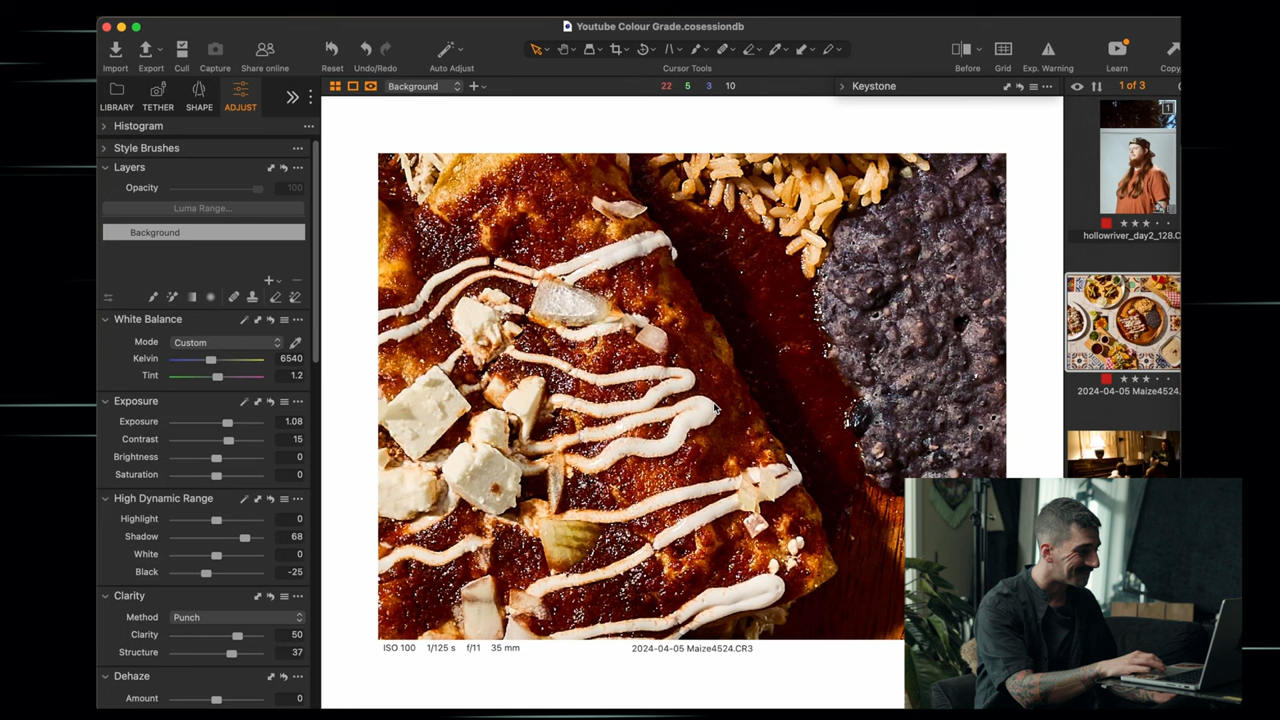 Youtube Colour Grade.cosessiondb
Import Export Cull Capture Share online Reset Undo/Redo Auto Adjust Cursor Tools Before Grid Exp. Warning Learn Copy
LIBRARY TETHER SHAPE ADJUST
Background 22 5 3 10 Keystone 1 of 3
Histogram
Style Brushes
Layers
Opacity 100
Luma Range...
Background
White Balance
Mode Custom
Kelvin 6540
Tint 1.2
Exposure
Exposure 1.08
Contrast 15
Brightness 0
Saturation 0
High Dynamic Range
Highlight 0
Shadow 68
White 0
Black -25
Clarity
Method Punch
Clarity 50
Structure 37
Dehaze
Amount 0
ISO 100 1/125 s f/11 35 mm 2024-04-05 Maize4524.CR3
1
hollowriver_day2_128.C
2024-04-05 Maize4524.